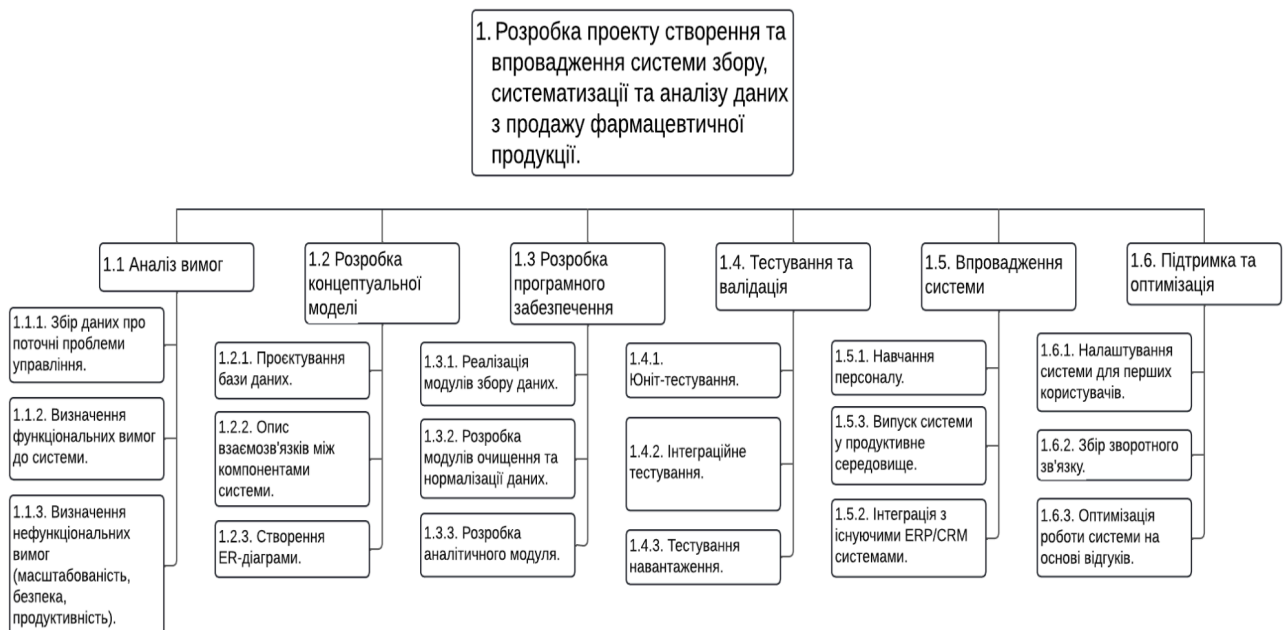 1. Розробка проекту створення та
впровадження системи збору,
систематизації та аналізу даних
з продажу фармацевтичної
продукції.
1.1 Аналіз вимог
1.1.1. Збір даних про
поточні проблеми
управління.
1.1.2. Визначення
функціональних вимог
до системи.
1.1.3. Визначення
нефункціональних
вимог
(масштабованість,
безпека,
продуктивність).
1.2 Розробка
концептуальної
моделі
1.2.1. Проєктування
бази даних.
1.2.2. Опис
взаємозв'язків між
компонентами
системи.
1.2.3. Створення
ER-діаграми.
1.3 Розробка
програмного
забезпечення
1.3.1. Реалізація
модулів збору даних.
1.3.2. Розробка
модулів очищення та
нормалізації даних.
1.3.3. Розробка
аналітичного модуля.
1.4. Тестування та
валідація
1.4.1.
Юніт-тестування.
1.4.2. Інтеграційне
тестування.
1.4.3. Тестування
навантаження.
1.5. Впровадження
системи
1.5.1. Навчання
персоналу.
1.5.3. Випуск системи
у продуктивне
середовище.
1.5.2. Інтеграція з
існуючими ERP/CRM
системами.
1.6. Підтримка та
оптимізація
1.6.1. Налаштування
системи для перших
користувачів.
1.6.2. Збір зворотного
зв'язку.
1.6.3. Оптимізація
роботи системи на
основі відгуків.